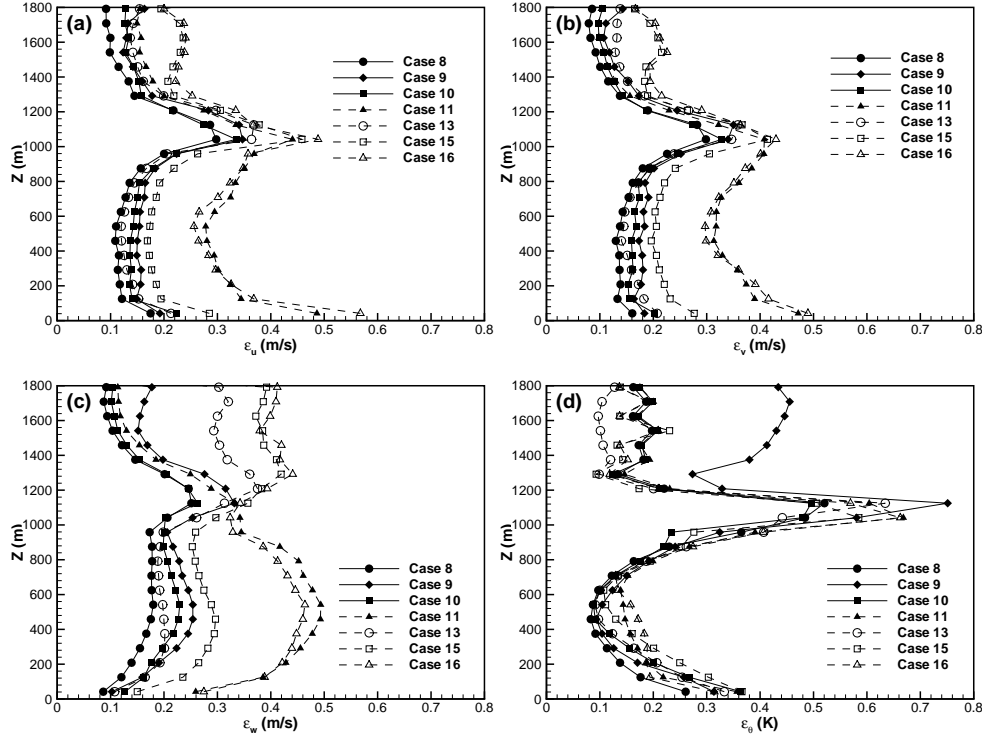 (a)
Z (m)
1800
1600
1400
1200
1000
800
600
400
200
0
0
0.1
0.2
0.3
0.4
0.5
0.6
0.7
0.8
εu (m/s)
Case 8
Case 9
Case 10
Case 11
Case 13
Case 15
Case 16
(b)
Z (m)
1800
1600
1400
1200
1000
800
600
400
200
0
0
0.1
0.2
0.3
0.4
0.5
0.6
0.7
0.8
εv (m/s)
Case 8
Case 9
Case 10
Case 11
Case 13
Case 15
Case 16
(c)
Z (m)
1800
1600
1400
1200
1000
800
600
400
200
0
0
0.1
0.2
0.3
0.4
0.5
0.6
0.7
0.8
εw (m/s)
Case 8
Case 9
Case 10
Case 11
Case 13
Case 15
Case 16
(d)
Z (m)
1800
1600
1400
1200
1000
800
600
400
200
0
0
0.1
0.2
0.3
0.4
0.5
0.6
0.7
0.8
εθ (K)
Case 8
Case 9
Case 10
Case 11
Case 13
Case 15
Case 16